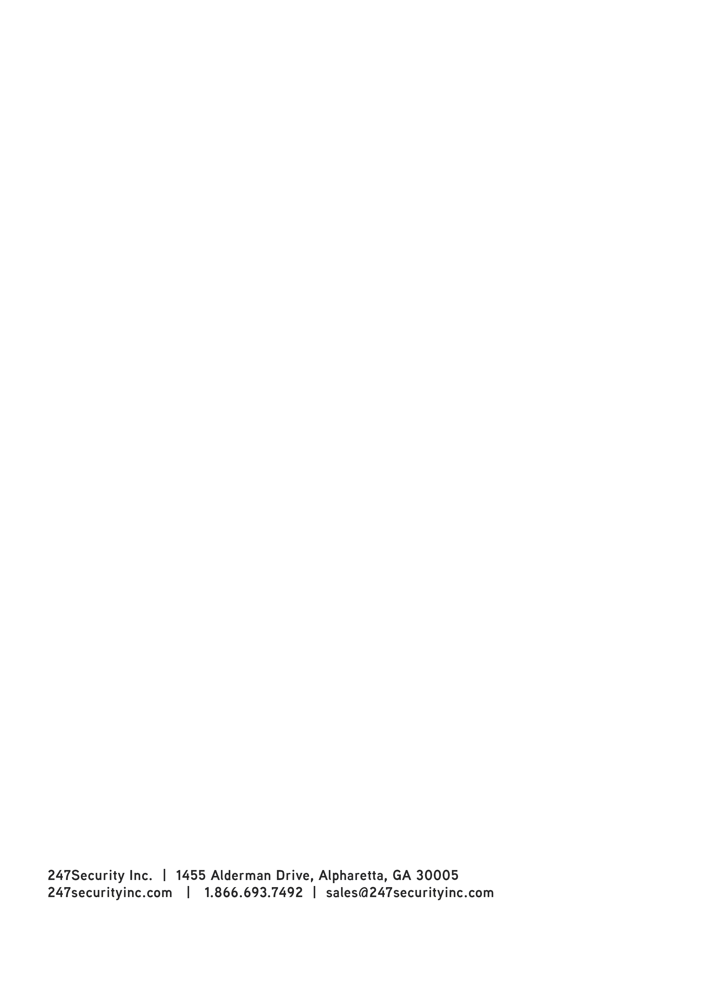 247Security Inc. | 1455 Alderman Drive, Alpharetta, GA 30005
247securityinc.com | 1.866.693.7492 | sales@247securityinc.com